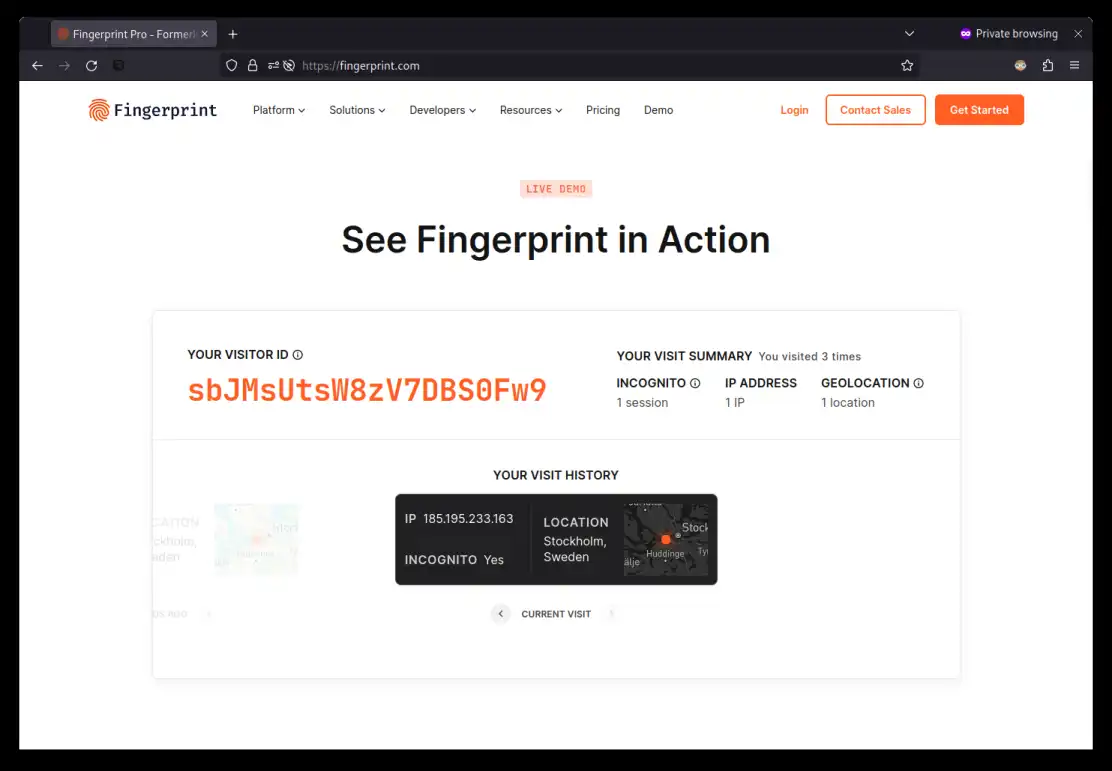 Fingerprint Pro - Formerl
Private browsing
https://fingerprint.com
Fingerprint
Platform
Solutions
Developers
Resources
Pricing
Demo
Login
Contact Sales
Get Started
LIVE DEMO
See Fingerprint in Action
YOUR VISITOR ID
sbJMsUtsW8zV7DBS0Fw9
YOUR VISIT SUMMARY You visited 3 times
INCOGNITO
1 session
IP ADDRESS
1 IP
GEOLOCATION
1 location
YOUR VISIT HISTORY
CATION
ckholm,
eden
IP 185.195.233.163
INCOGNITO Yes
LOCATION
Stockholm,
Sweden
Stock
Huddinge
Ty
älje
CURRENT VISIT